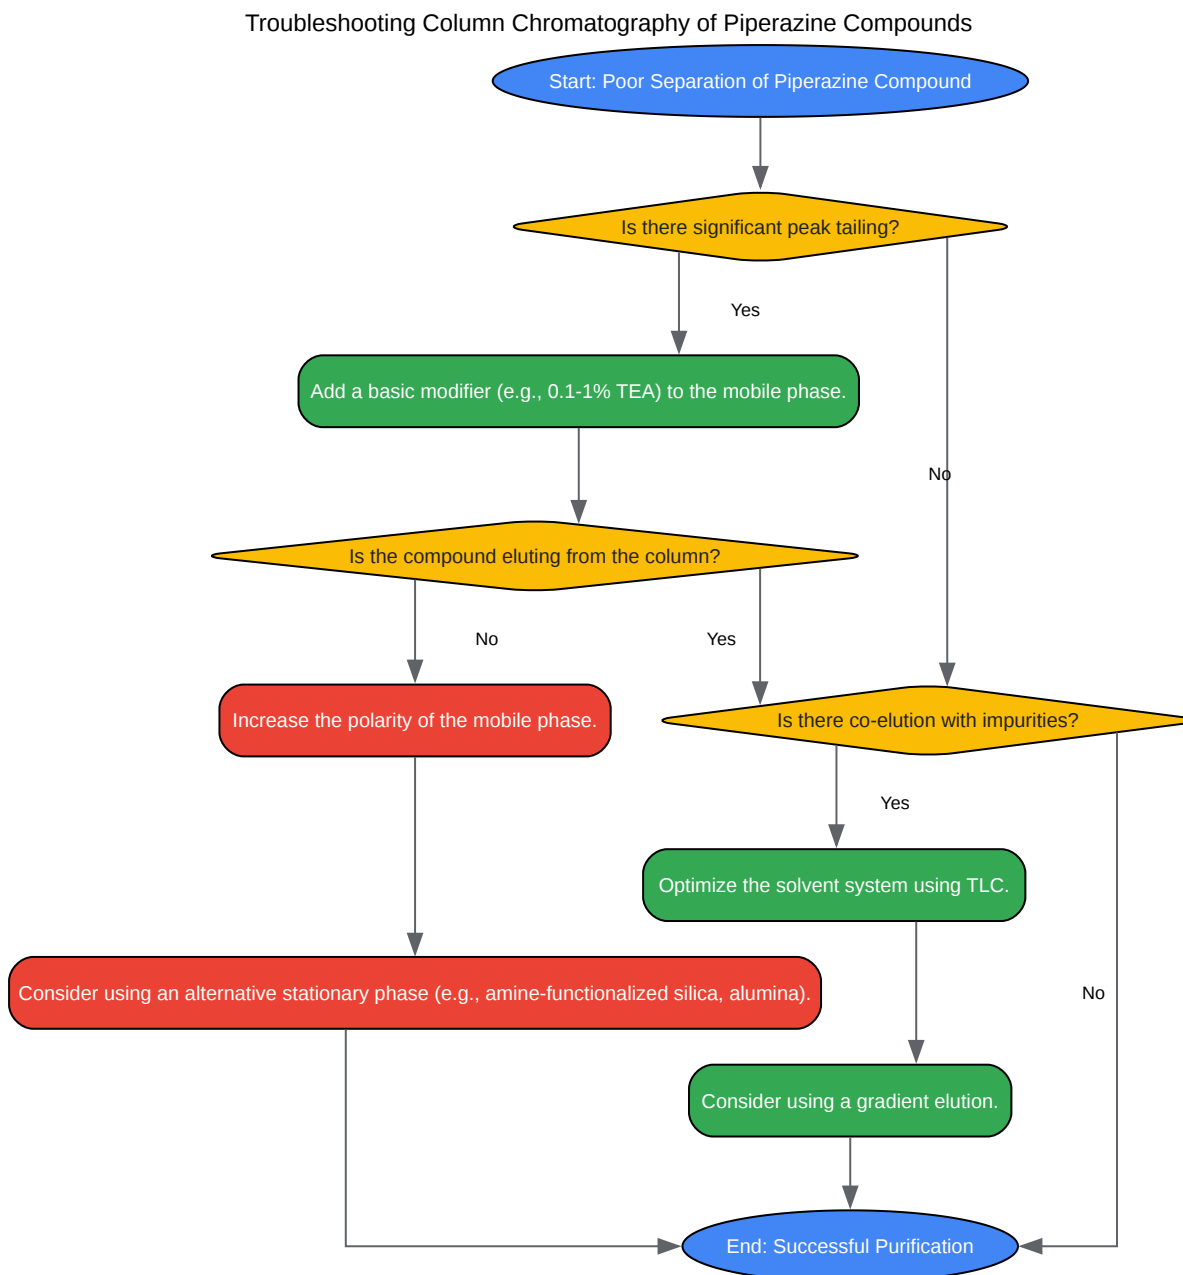 Troubleshooting Column Chromatography of Piperazine Compounds
Start: Poor Separation of Piperazine Compound
Is there significant peak tailing?
Yes
Add a basic modifier (e.g., 0.1-1% TEA) to the mobile phase.
No
Is the compound eluting from the column?
No
Yes
Increase the polarity of the mobile phase.
Is there co-elution with impurities?
Yes
Optimize the solvent system using TLC.
Consider using an alternative stationary phase (e.g., amine-functionalized silica, alumina).
No
Consider using a gradient elution.
End: Successful Purification